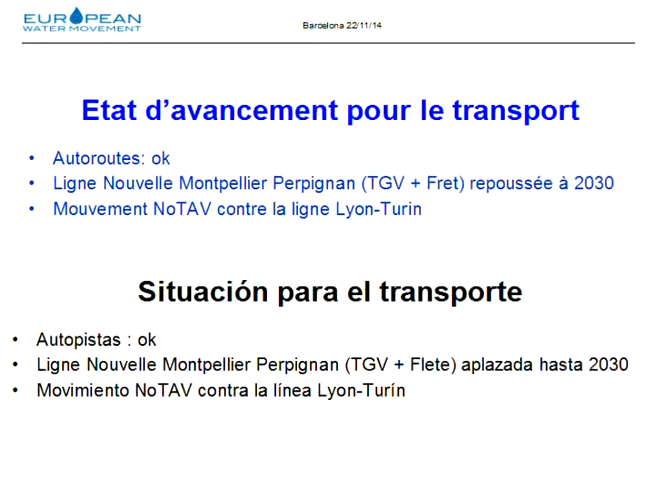 EUROPEAN
WATER MOVEMENT
Barcelona 22/11/14
Etat d'avancement pour le transport
• Autoroutes: ok
• Ligne Nouvelle Montpellier Perpignan (TGV + Fret) repoussée à 2030
• Mouvement NoTAV contre la ligne Lyon-Turin
Situación para el transporte
• Autopistas : ok
• Ligne Nouvelle Montpellier Perpignan (TGV + Flete) aplazada hasta 2030
• Movimiento NoTAV contra la línea Lyon-Turín